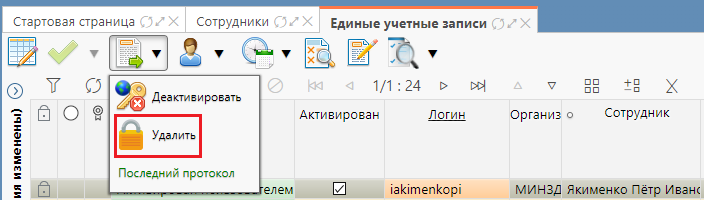 Стартовая страница Сотрудники Единые учетные записи
1/1 : 24
Деактивировать
Удалить
Последний протокол
ия изменены)
Активирован Логин Организ Сотрудник
пользователем iakimenkopi МИНЗД Якименко Пётр Иванс